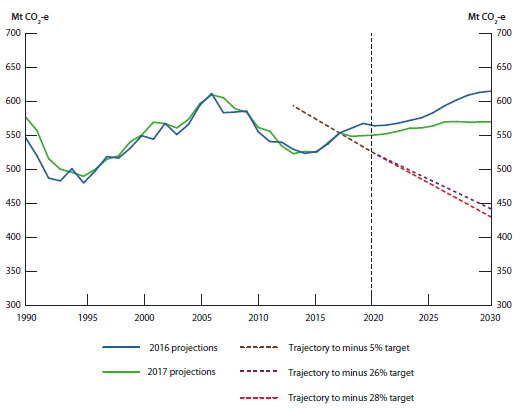 Mt CO2-e Mt CO2-e
700 700
650 650
600 600
550 550
500 500
450 450
400 400
350 350
300 300
1990 1995 2000 2005 2010 2015 2020 2025 2030
2016 projections Trajectory to minus 5% target
2017 projections Trajectory to minus 26% target
Trajectory to minus 28% target